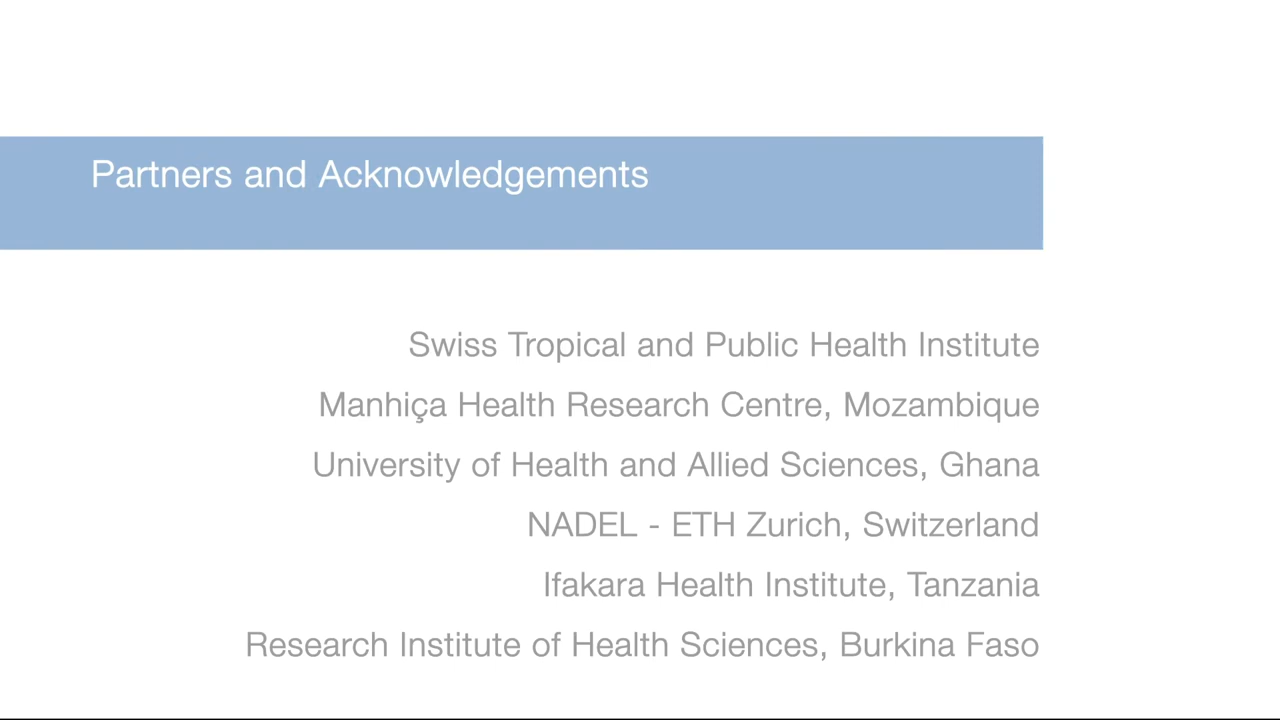 Partners and Acknowledgements
Swiss Tropical and Public Health Institute
Manhiça Health Research Centre, Mozambique
University of Health and Allied Sciences, Ghana
NADEL - ETH Zurich, Switzerland
Ifakara Health Institute, Tanzania
Research Institute of Health Sciences, Burkina Faso